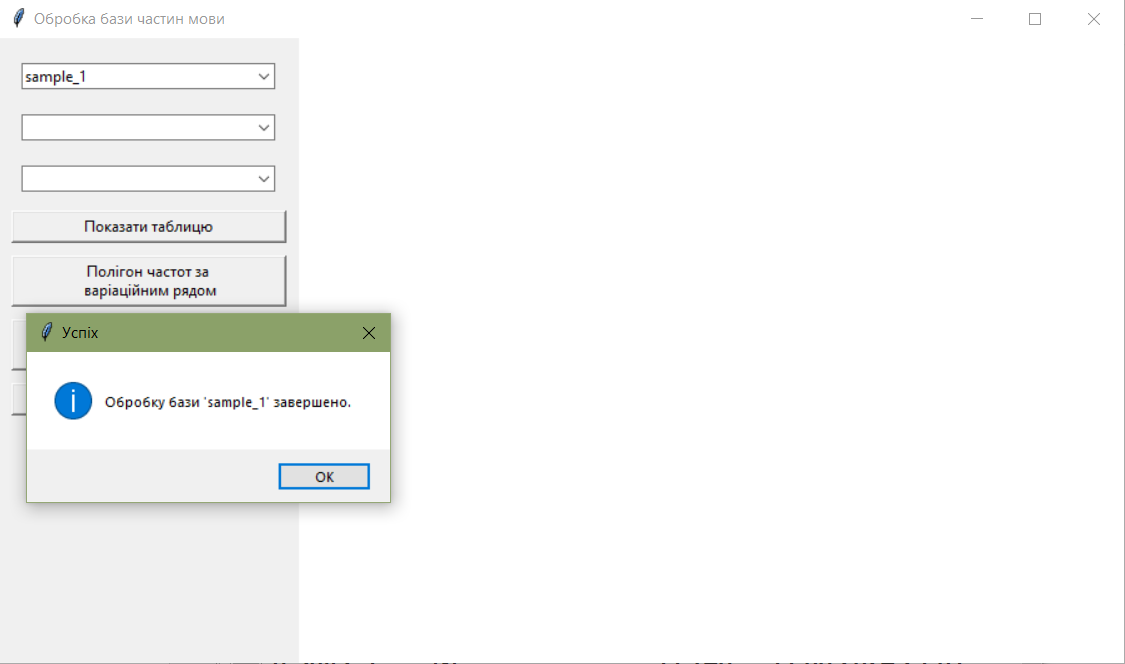 Обробка бази частин мови
sample_1
Показати таблицю
Полігон частот за
варіаційним рядом
Успіх
Обробку бази 'sample_1' завершено.
OK